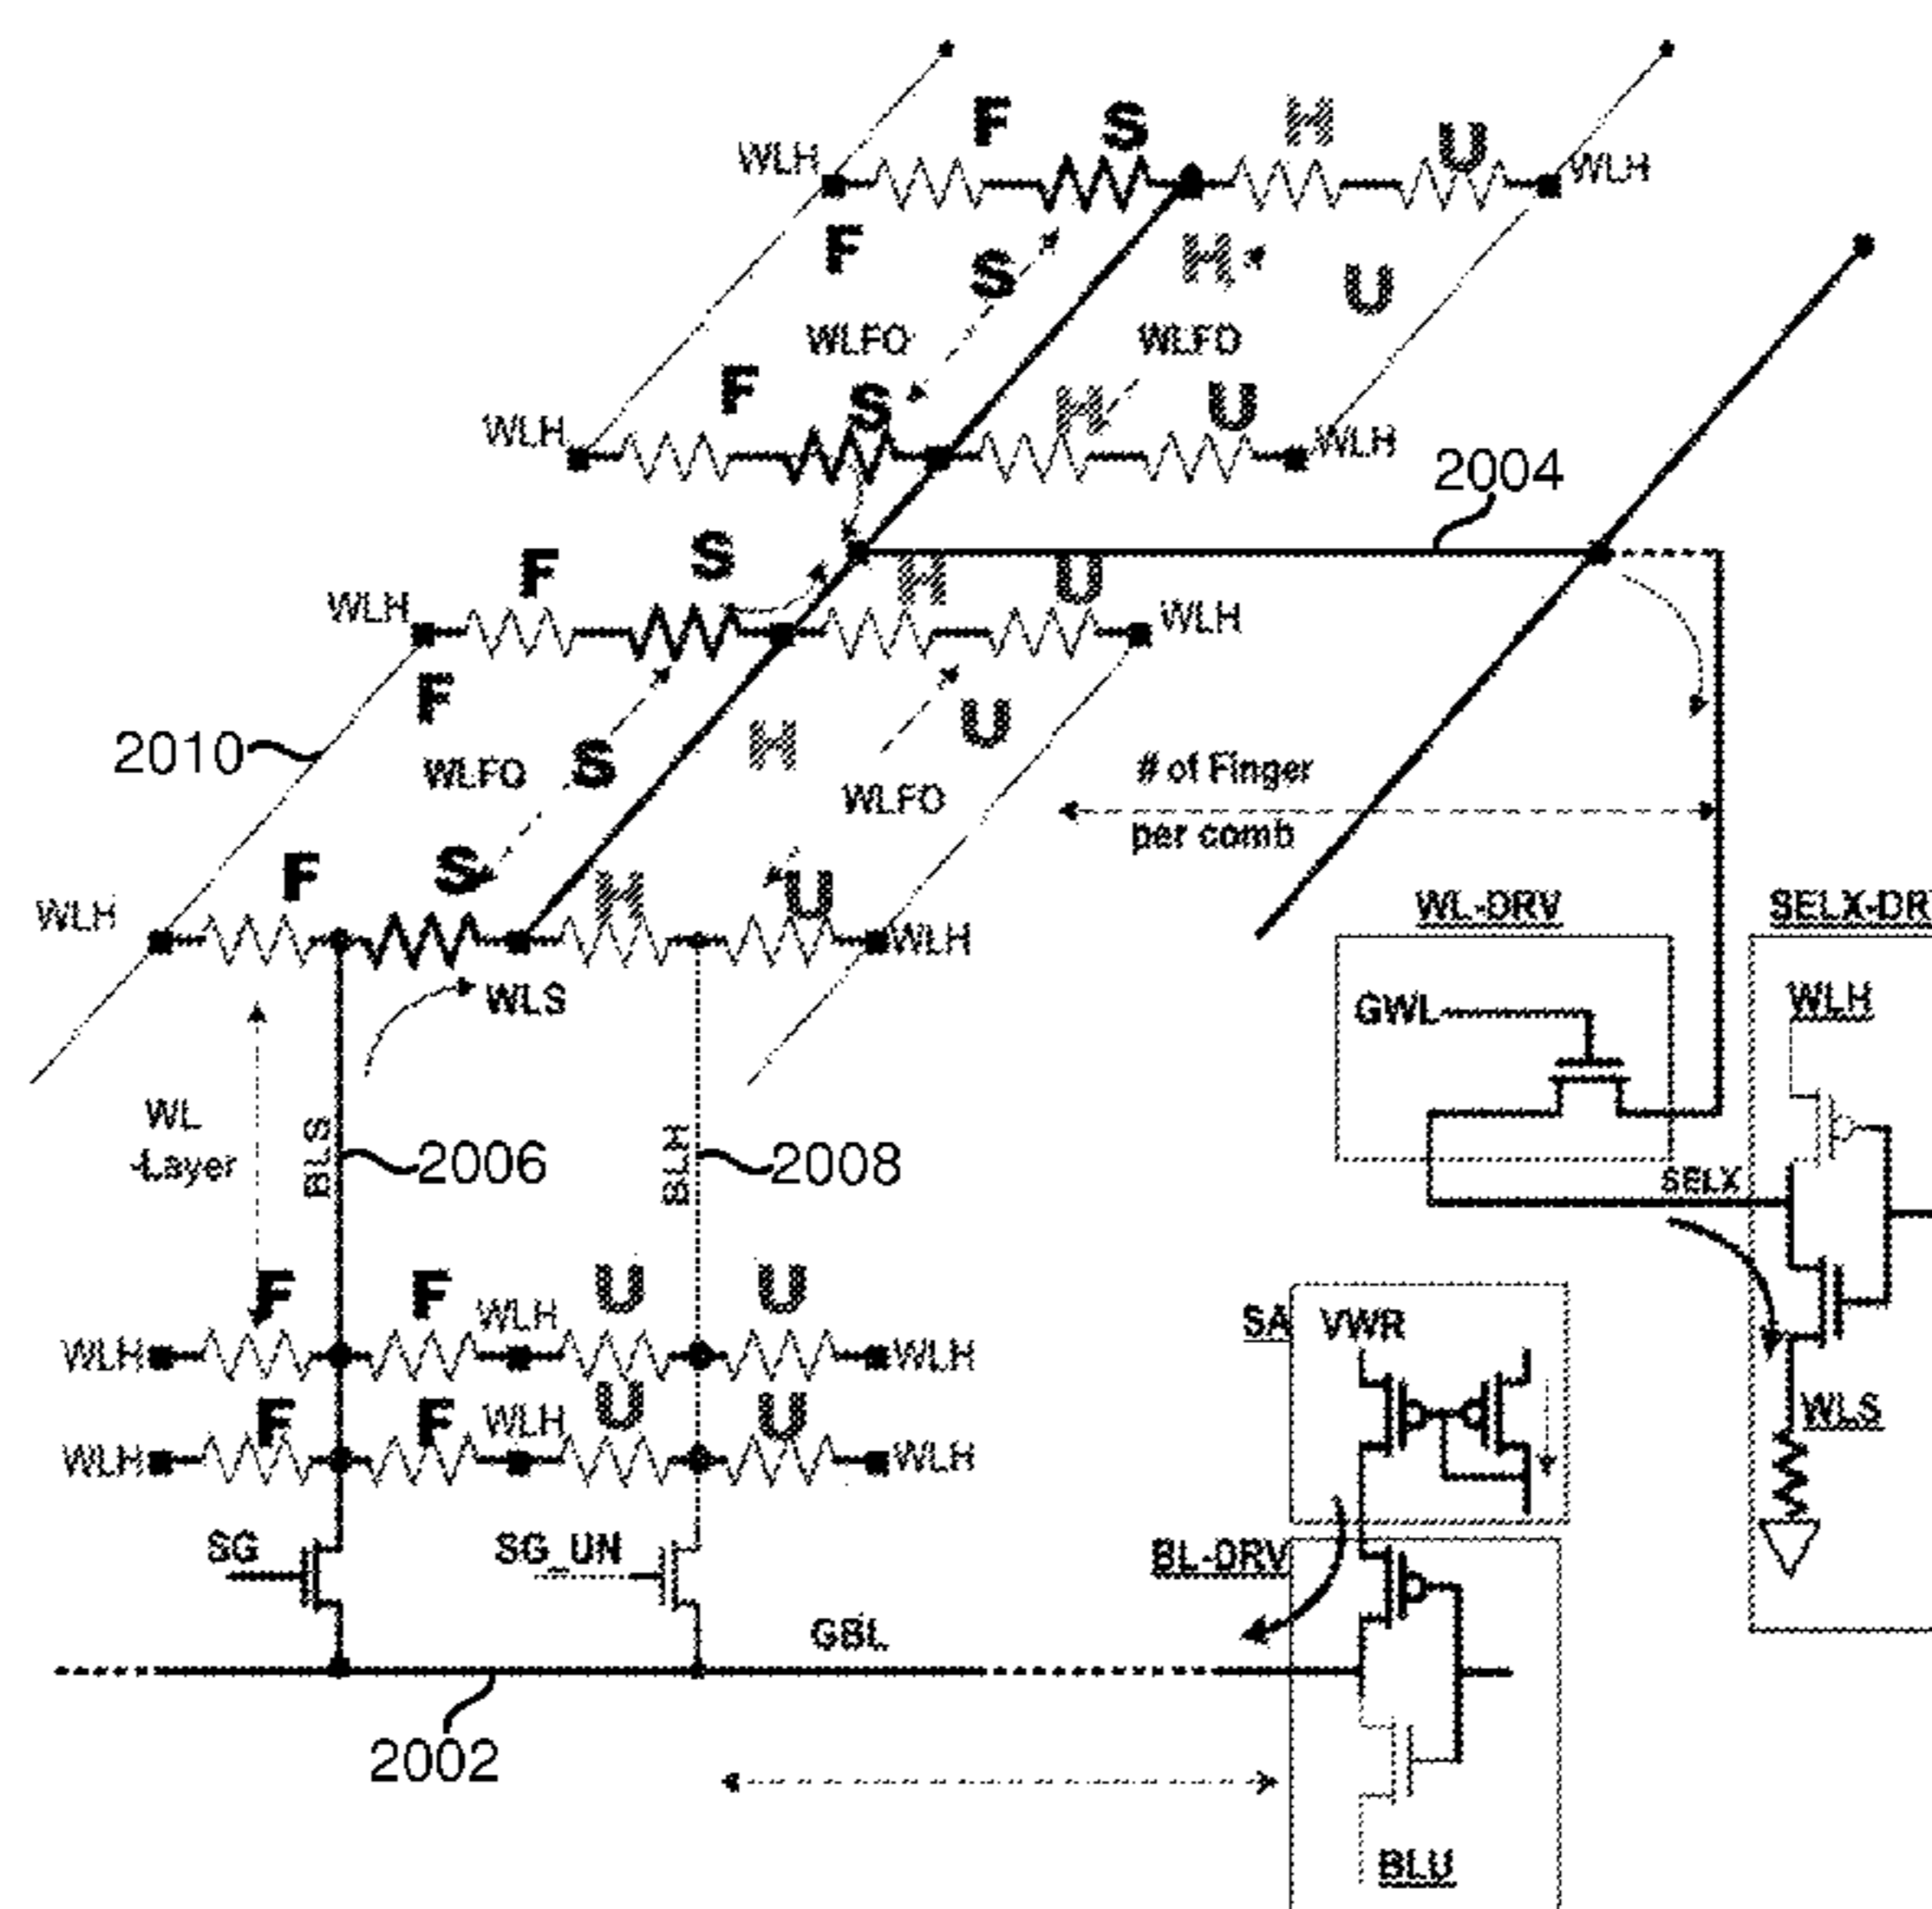 F S H U
WLH WLH
F S H U
WLFO WLFO
F S H U
WLH WLH
2004
F S H U
WLH WLH
F S H U
2010
WLFO WLFO
# of Finger
per comb
F S H U
WLH WLH
WL-DRV SELX-DR
WLS
GWL WLH
WL
-Layer
BLS 2006 BLH 2008
SELX
F F U U
WLH WLH WLH
SA VWR
F F U U
WLH WLH WLH
WLS
SG SG_UN
BL-DRV
GBL
2002
BLU